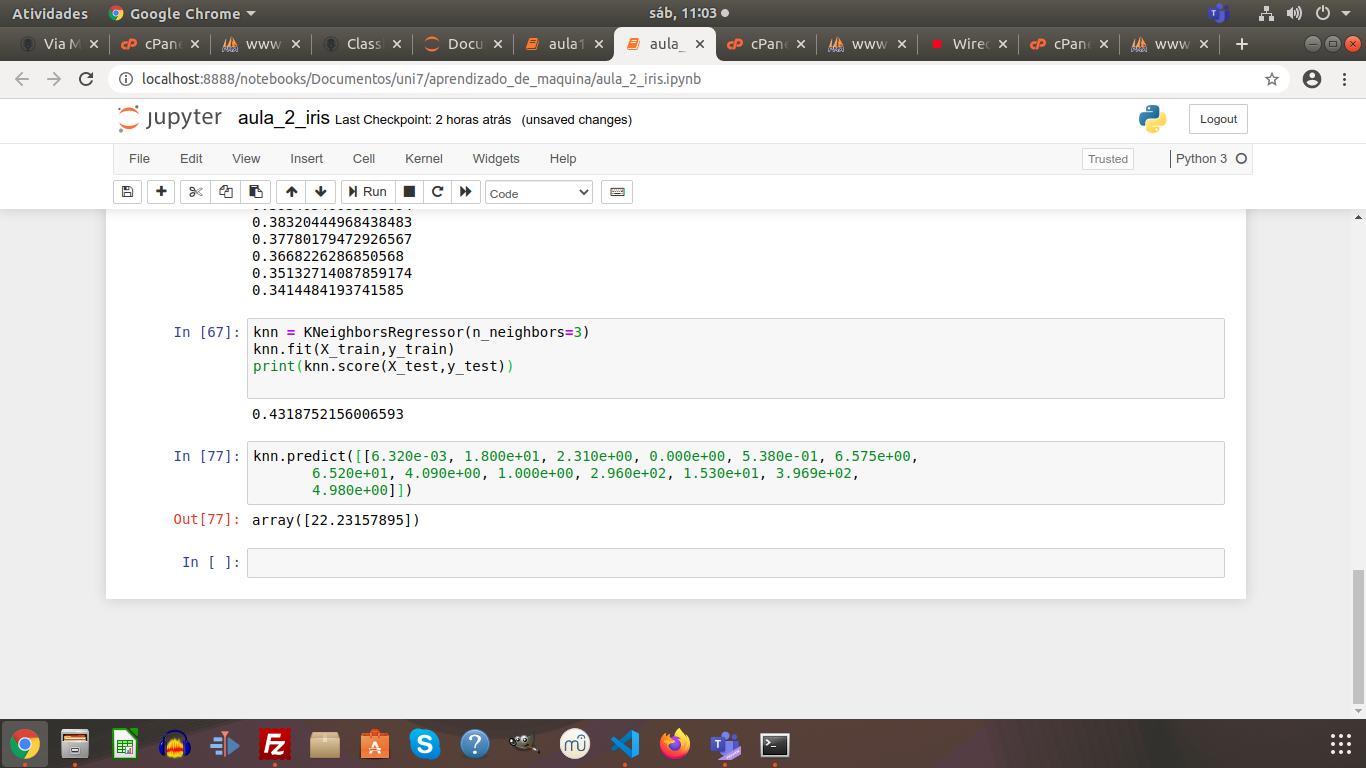 Atividades Google Chrome sáb, 11:03
Via M cPane www Classi Docu aula1 aula_ cPane www Wirec cPane www
localhost:8888/notebooks/Documentos/uni7/aprendizado_de_maquina/aula_2_iris.ipynb
jupyter aula_2_iris Last Checkpoint: 2 horas atrás (unsaved changes) Logout
File Edit View Insert Cell Kernel Widgets Help Trusted Python 3
Run Code
0.38320444968438483
0.37780179472926567
0.3668226286850568
0.35132714087859174
0.3414484193741585
In [67]: knn = KNeighborsRegressor(n_neighbors=3)
knn.fit(X_train,y_train)
print(knn.score(X_test,y_test))
0.4318752156006593
In [77]: knn.predict([[6.320e-03, 1.800e+01, 2.310e+00, 0.000e+00, 5.380e-01, 6.575e+00,
6.520e+01, 4.090e+00, 1.000e+00, 2.960e+02, 1.530e+01, 3.969e+02,
4.980e+00]])
Out[77]: array([22.23157895])
In [ ]: